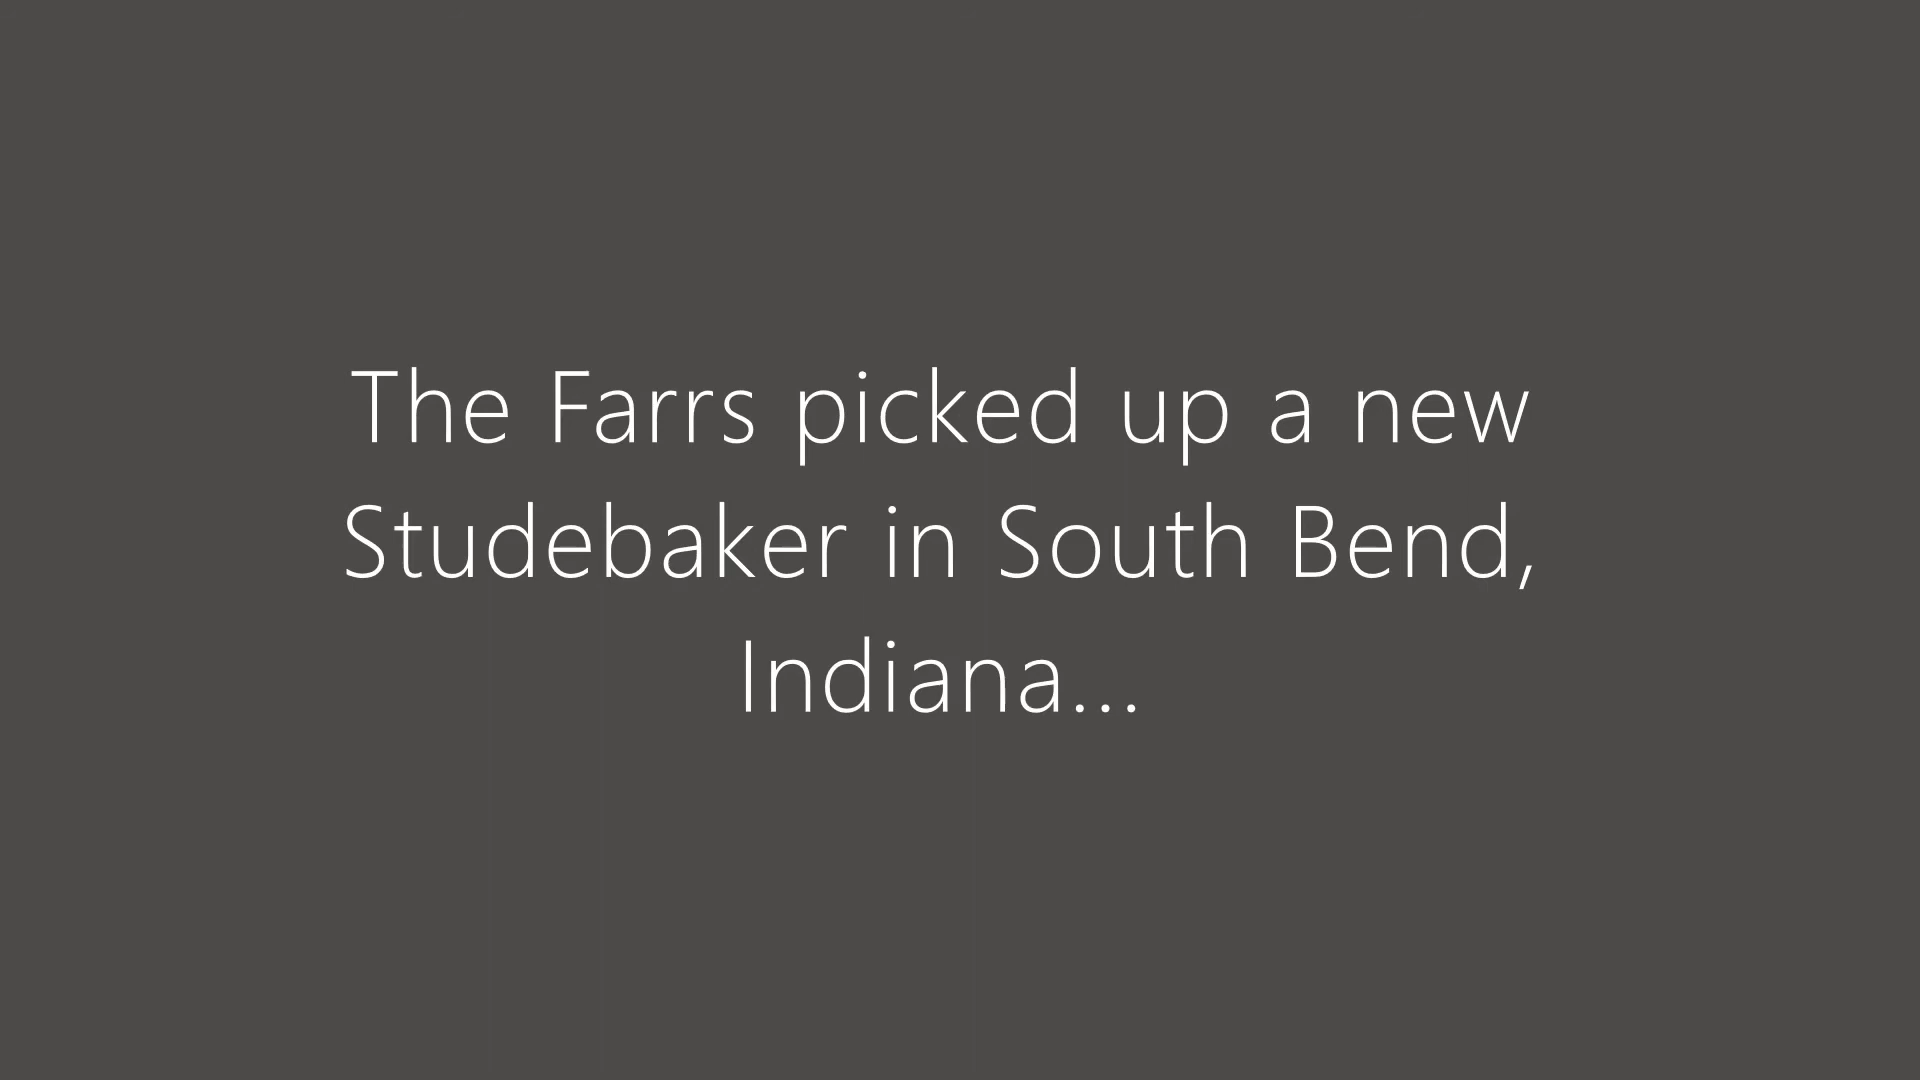 The Farrs picked up a new
Studebaker in South Bend,
Indiana...